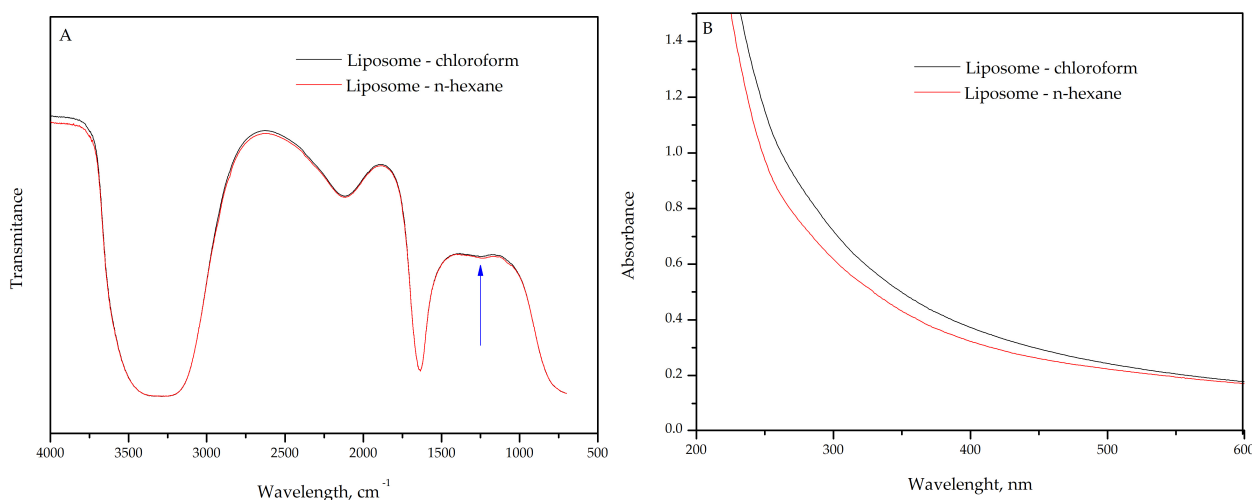 A
Liposome - chloroform
Liposome - n-hexane
Transmitance
4000 3500 3000 2500 2000 1500 1000 500
Wavelength, cm⁻¹
B
Liposome - chloroform
Liposome - n-hexane
Absorbance
1.4
1.2
1.0
0.8
0.6
0.4
0.2
0.0
200 300 400 500 600
Wavelenght, nm